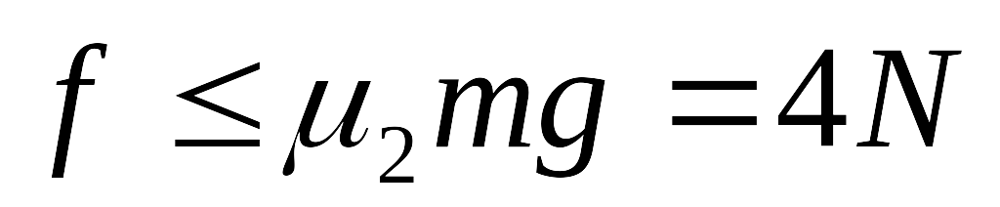 f ≤ μ₂mg = 4N